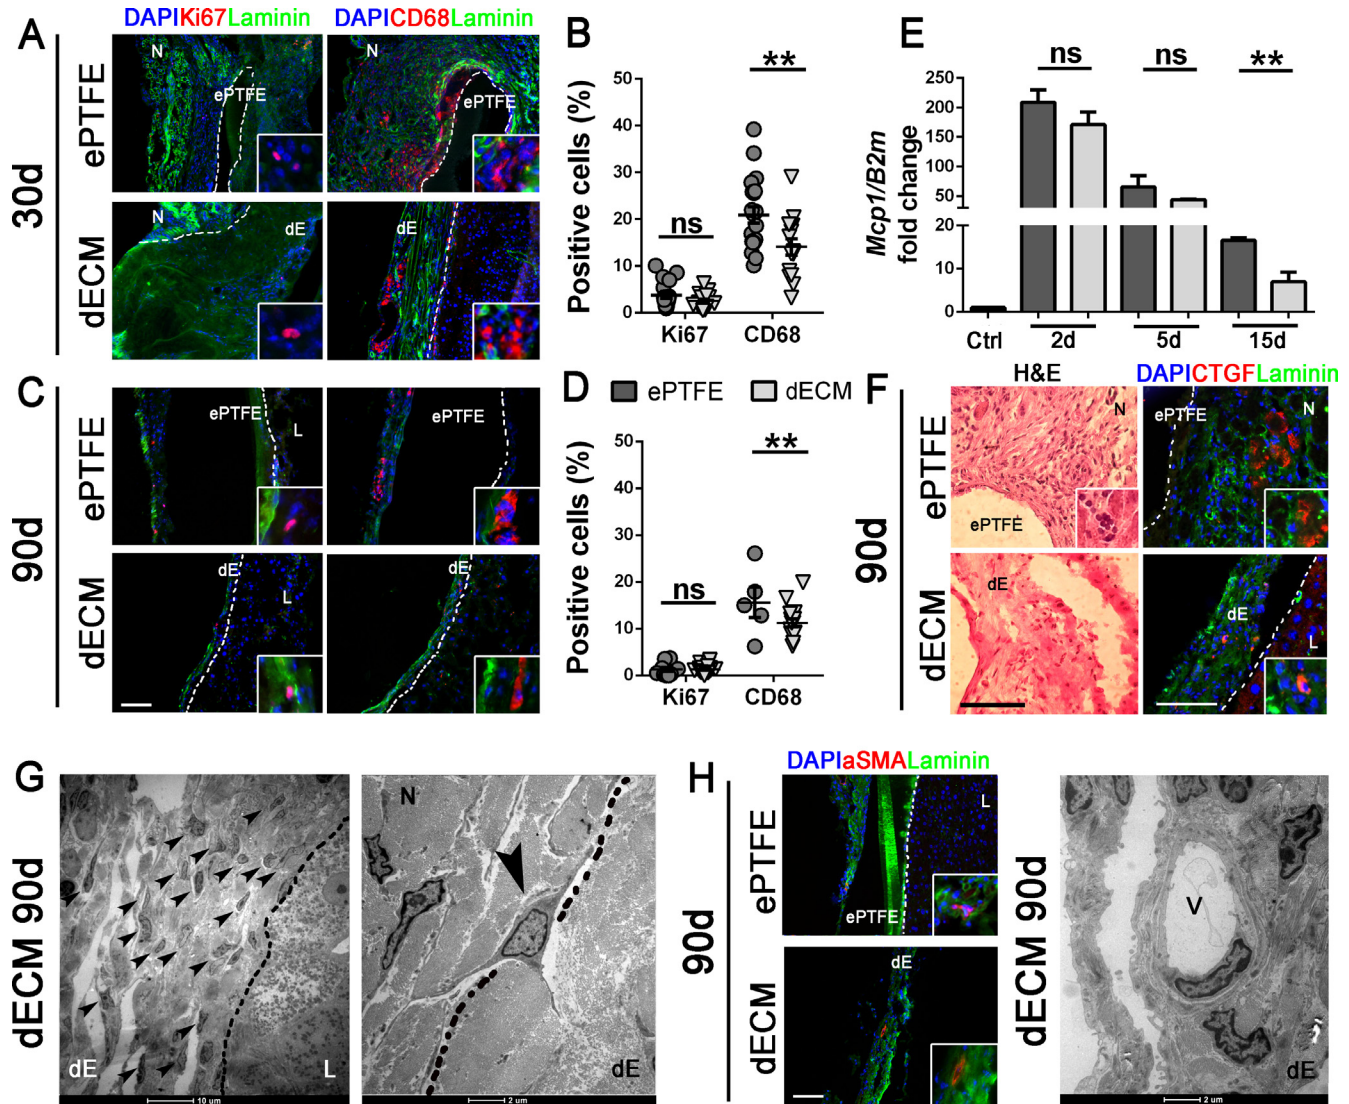 A
DAPIKi67Laminin
DAPICD68Laminin
30d
ePTFE
N
ePTFE
N
ePTFE
dECM
N
dE
dE
B
Positive cells (%)
50
40
30
20
10
0
ns
**
Ki67
CD68
E
Mcp1/B2m
fold change
250
200
150
100
50
20
10
0
ns
ns
**
Ctrl
2d
5d
15d
C
90d
ePTFE
ePTFE
L
ePTFE
dECM
dE
L
dE
D
ePTFE
dECM
Positive cells (%)
50
40
30
20
10
0
ns
**
Ki67
CD68
F
H&E
DAPICTGFLaminin
90d
ePTFE
N
ePTFE
ePTFE
N
dECM
dE
dE
L
G
dECM 90d
dE
L
10 um
N
dE
2 um
H
DAPIaSMALaminin
90d
ePTFE
L
ePTFE
dECM
dE
dECM 90d
V
dE
2 um